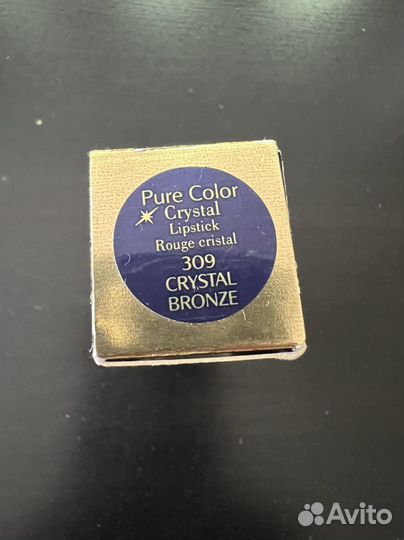 Pure Color
Crystal
Lipstick
Rouge cristal
309
CRYSTAL
BRONZE
Avito